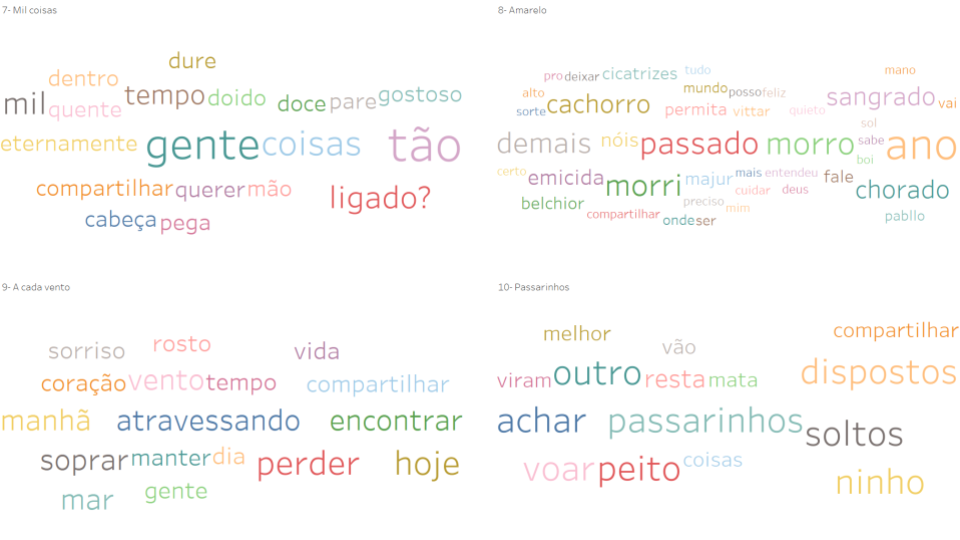 7- Mil coisas
dure
dentro
mil quente tempo doido doce pare gostoso
eternamente gente coisas tão
compartilhar querer mão ligado?
cabeça pega
8- Amarelo
pro deixar cicatrizes tudo mano
alto sorte cachorro mundo posso feliz permita vittar quieto sangrado vai
sol
demais nóis passado morro sabe ano
boi
certo emicida morri majur mais entendeu fale
cuidar deus chorado
belchior preciso mim
compartilhar onde ser pabllo
9- A cada vento
sorriso rosto vida
coração vento tempo compartilhar
manhã atravessando encontrar
soprar manter dia perder hoje
mar gente
10- Passarinhos
melhor compartilhar
vão
viram outro resta mata dispostos
achar passarinhos soltos
voar peito coisas
ninho